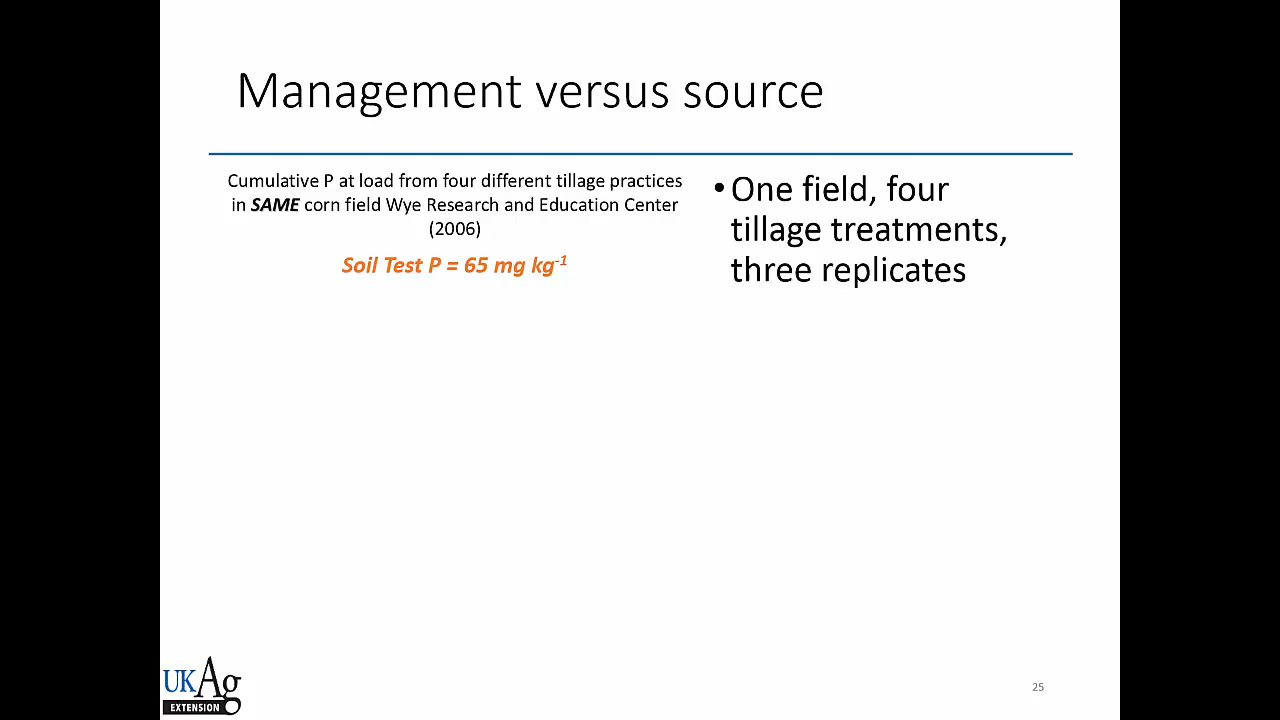 Management versus source
Cumulative P at load from four different tillage practices
in SAME corn field Wye Research and Education Center
(2006)
Soil Test P = 65 mg kg⁻¹
•One field, four
tillage treatments,
three replicates
UKAg
EXTENSION
25